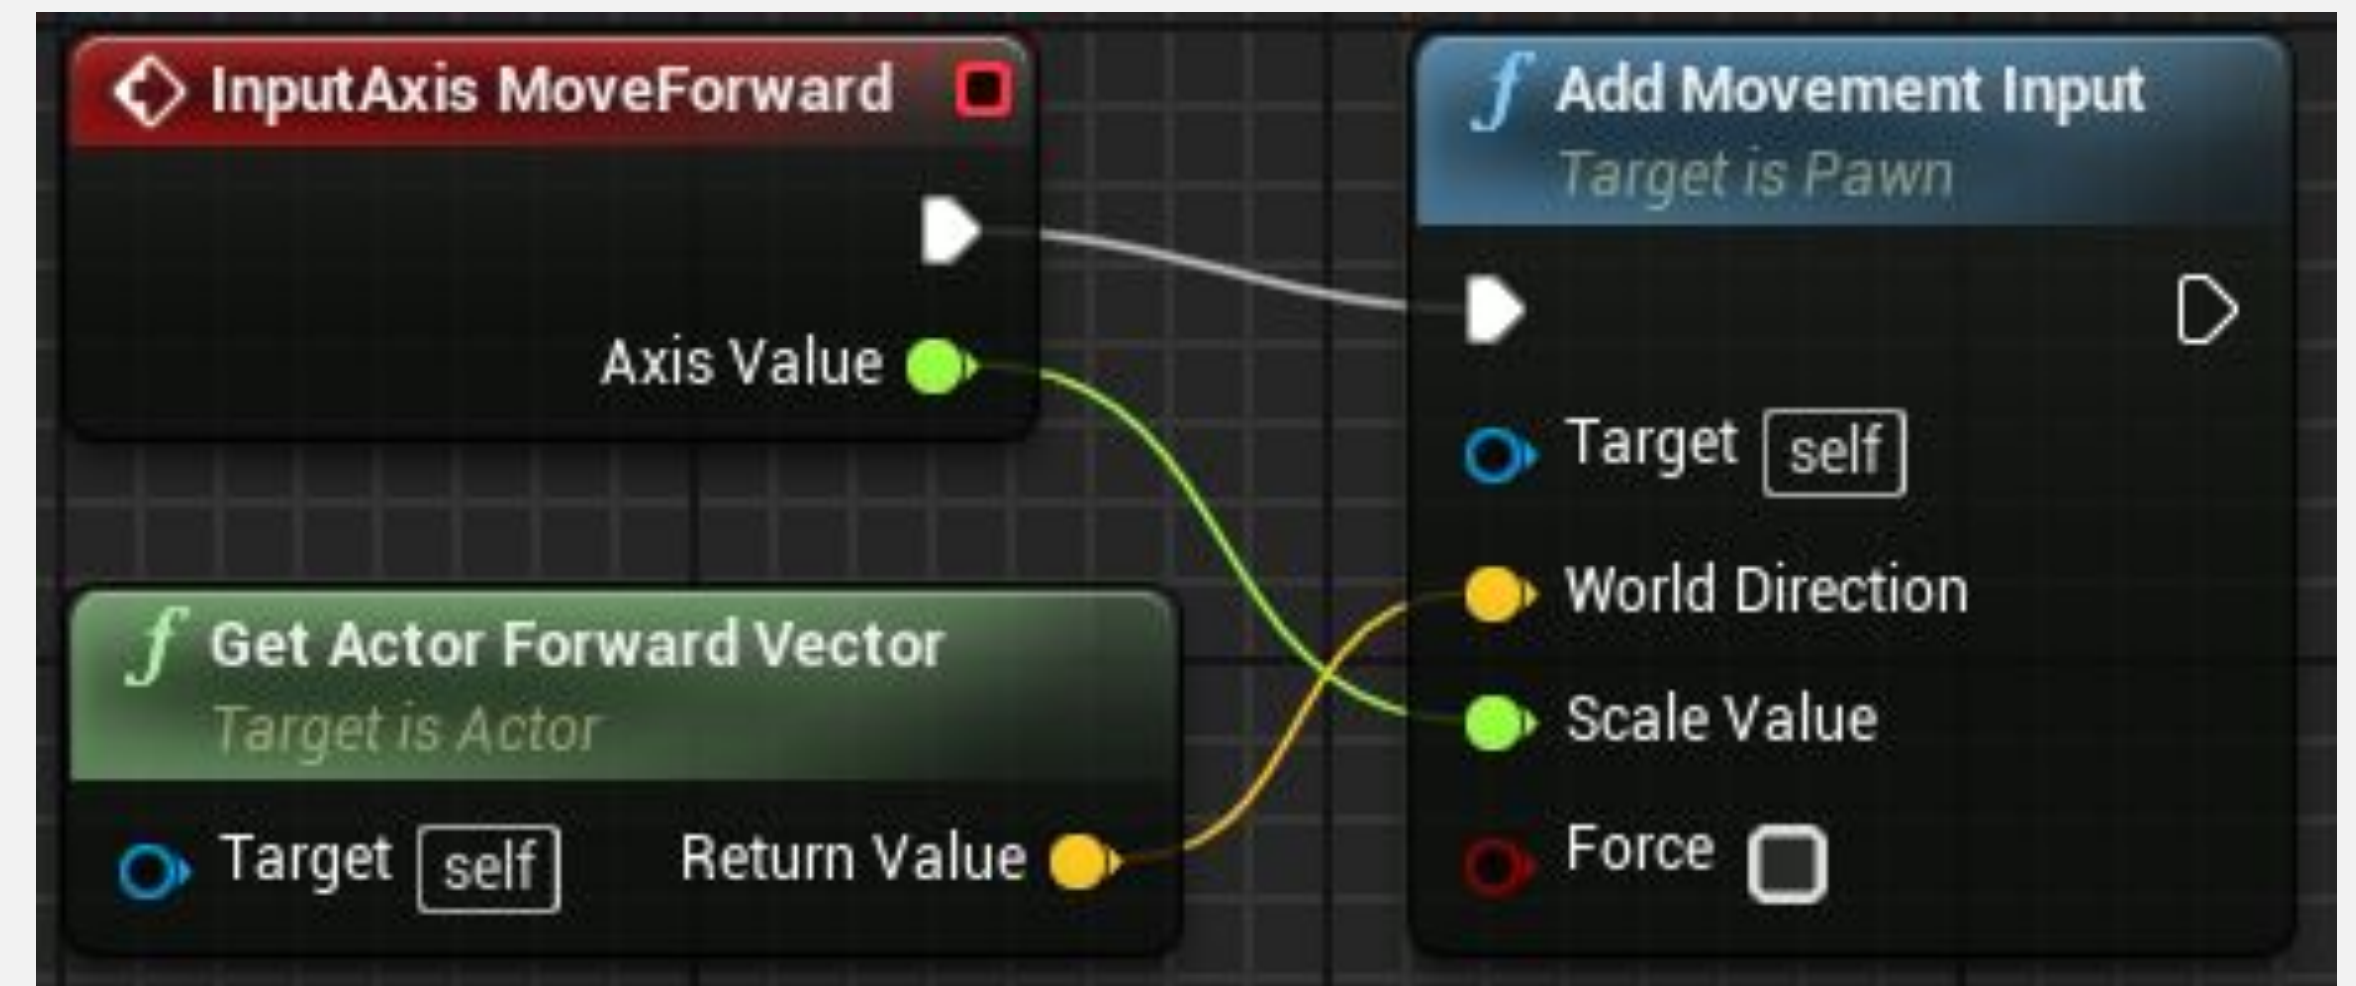 InputAxis MoveForward
Axis Value
f Get Actor Forward Vector
Target is Actor
Target self Return Value
f Add Movement Input
Target is Pawn
Target self
World Direction
Scale Value
Force